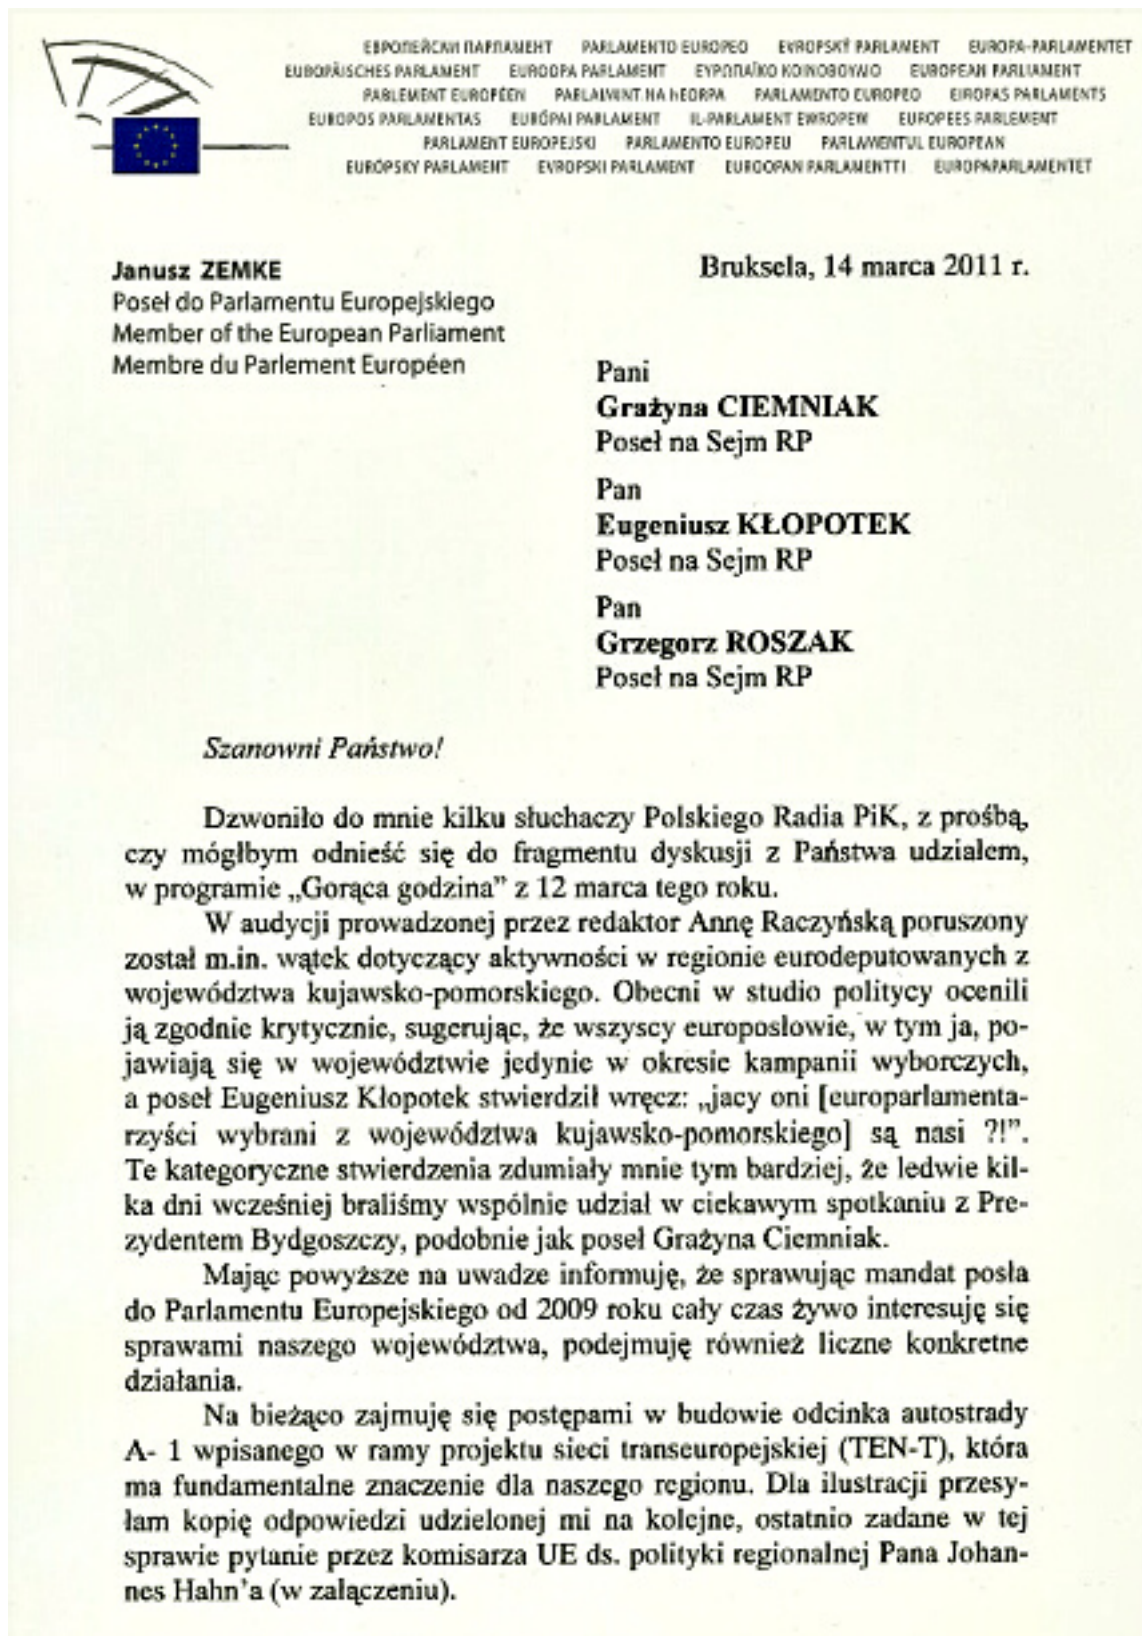 ЕВРОПЕЙСКИ ПАРЛАМЕНТ PARLAMENTO EUROPEO EVROPSKÝ PARLAMENT EUROPA-PARLAMENTET
EUROPÄISCHES PARLAMENT EUROOPA PARLAMENT ΕΥΡΩΠΑΪΚΟ ΚΟΙΝΟΒΟΥΛΙΟ EUROPEAN PARLIAMENT
PARLEMENT EUROPÉEN PARLAIMINT NA hEORPA PARLAMENTO EUROPEO EIROPAS PARLAMENTS
EUROPOS PARLAMENTAS EURÓPAI PARLAMENT IL-PARLAMENT EWROPEW EUROPEES PARLEMENT
PARLAMENT EUROPEJSKI PARLAMENTO EUROPEU PARLAMENTUL EUROPEAN
EURÓPSKY PARLAMENT EVROPSKI PARLAMENT EUROOPAN PARLAMENTTI EUROPAPARLAMENTET
Janusz ZEMKE
Poseł do Parlamentu Europejskiego
Member of the European Parliament
Membre du Parlement Européen
Bruksela, 14 marca 2011 r.
Pani
Grażyna CIEMNIAK
Poseł na Sejm RP
Pan
Eugeniusz KŁOPOTEK
Poseł na Sejm RP
Pan
Grzegorz ROSZAK
Poseł na Sejm RP
Szanowni Państwo!
Dzwoniło do mnie kilku słuchaczy Polskiego Radia PiK, z prośbą,
czy mógłbym odnieść się do fragmentu dyskusji z Państwa udziałem,
w programie „Gorąca godzina” z 12 marca tego roku.
W audycji prowadzonej przez redaktor Annę Raczyńską poruszony
został m.in. wątek dotyczący aktywności w regionie eurodeputowanych z
województwa kujawsko-pomorskiego. Obecni w studio politycy ocenili
ją zgodnie krytycznie, sugerując, że wszyscy europosłowie, w tym ja, po-
jawiają się w województwie jedynie w okresie kampanii wyborczych,
a poseł Eugeniusz Kłopotek stwierdził wręcz: „jacy oni [europarlamenta-
rzyści wybrani z województwa kujawsko-pomorskiego] są nasi ?!”.
Te kategoryczne stwierdzenia zdumiały mnie tym bardziej, że ledwie kil-
ka dni wcześniej braliśmy wspólnie udział w ciekawym spotkaniu z Pre-
zydentem Bydgoszczy, podobnie jak poseł Grażyna Ciemniak.
Mając powyższe na uwadze informuję, że sprawując mandat posła
do Parlamentu Europejskiego od 2009 roku cały czas żywo interesuję się
sprawami naszego województwa, podejmuję również liczne konkretne
działania.
Na bieżąco zajmuję się postępami w budowie odcinka autostrady
A- 1 wpisanego w ramy projektu sieci transeuropejskiej (TEN-T), która
ma fundamentalne znaczenie dla naszego regionu. Dla ilustracji przesy-
łam kopię odpowiedzi udzielonej mi na kolejne, ostatnio zadane w tej
sprawie pytanie przez komisarza UE ds. polityki regionalnej Pana Johan-
nes Hahn’a (w załączeniu).